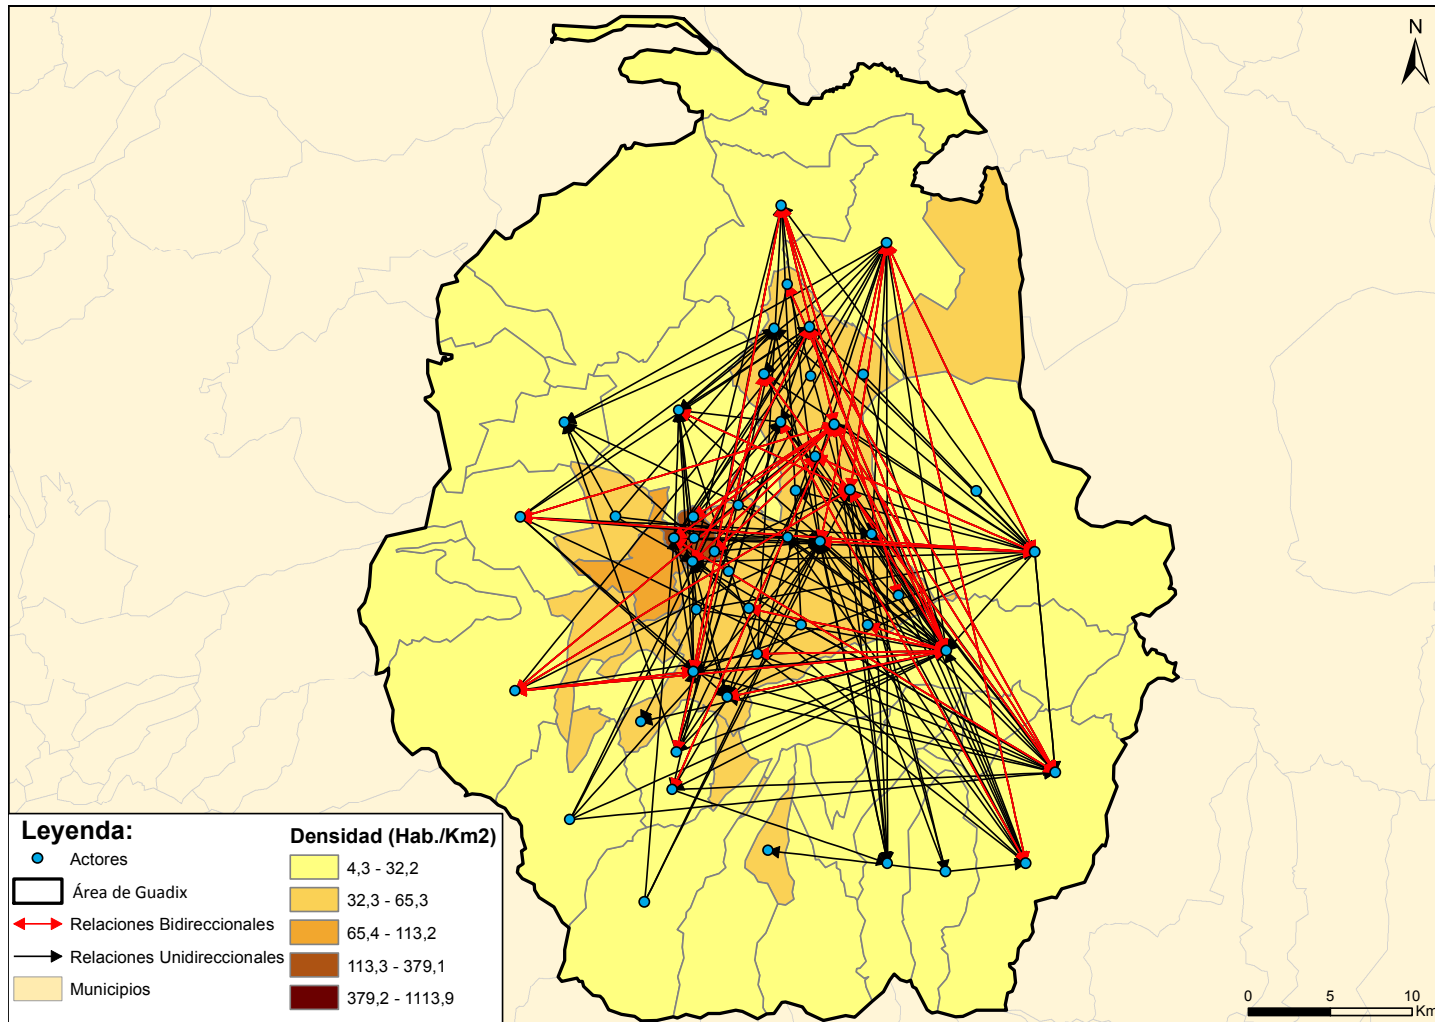 N
Leyenda:
Actores
Área de Guadix
Relaciones Bidireccionales
Relaciones Unidireccionales
Municipios
Densidad (Hab./Km2)
4,3 - 32,2
32,3 - 65,3
65,4 - 113,2
113,3 - 379,1
379,2 - 1113,9
0 5 10
Km